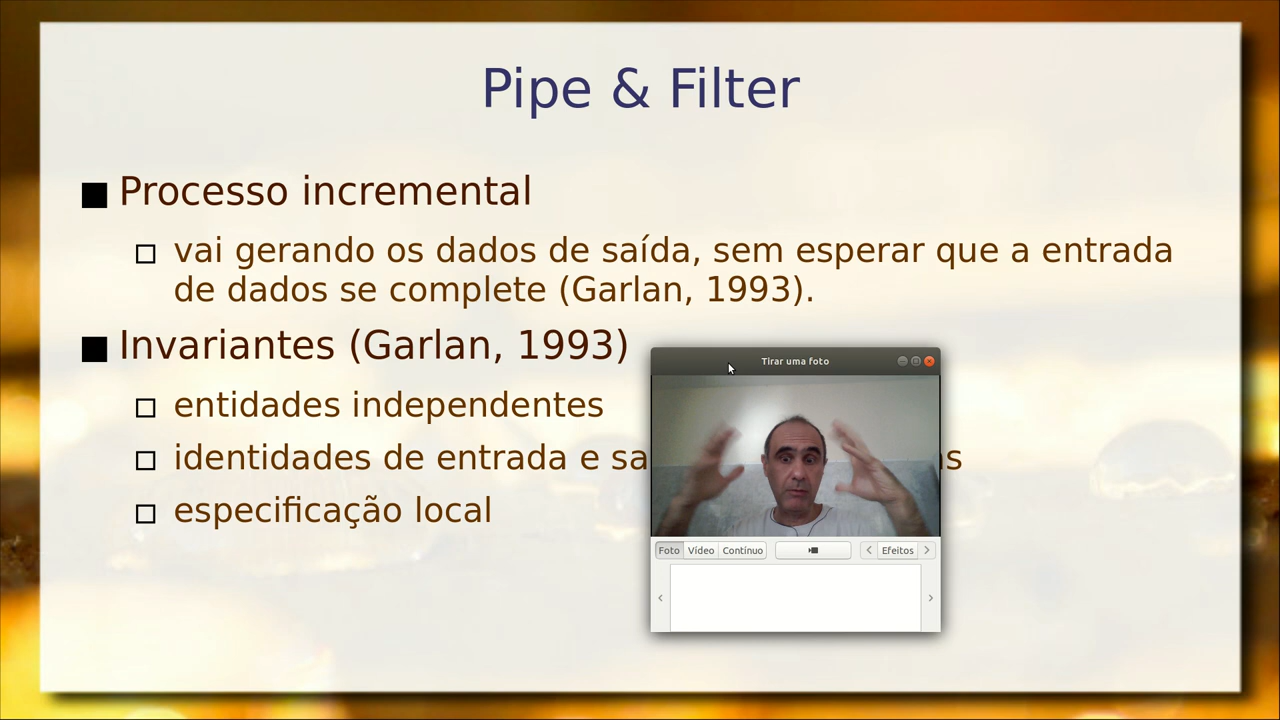 Pipe & Filter
Processo incremental
vai gerando os dados de saída, sem esperar que a entrada
de dados se complete (Garlan, 1993).
Invariantes (Garlan, 1993)
entidades independentes
identidades de entrada e
especificação local
Tirar uma foto
Foto Vídeo Contínuo Efeitos